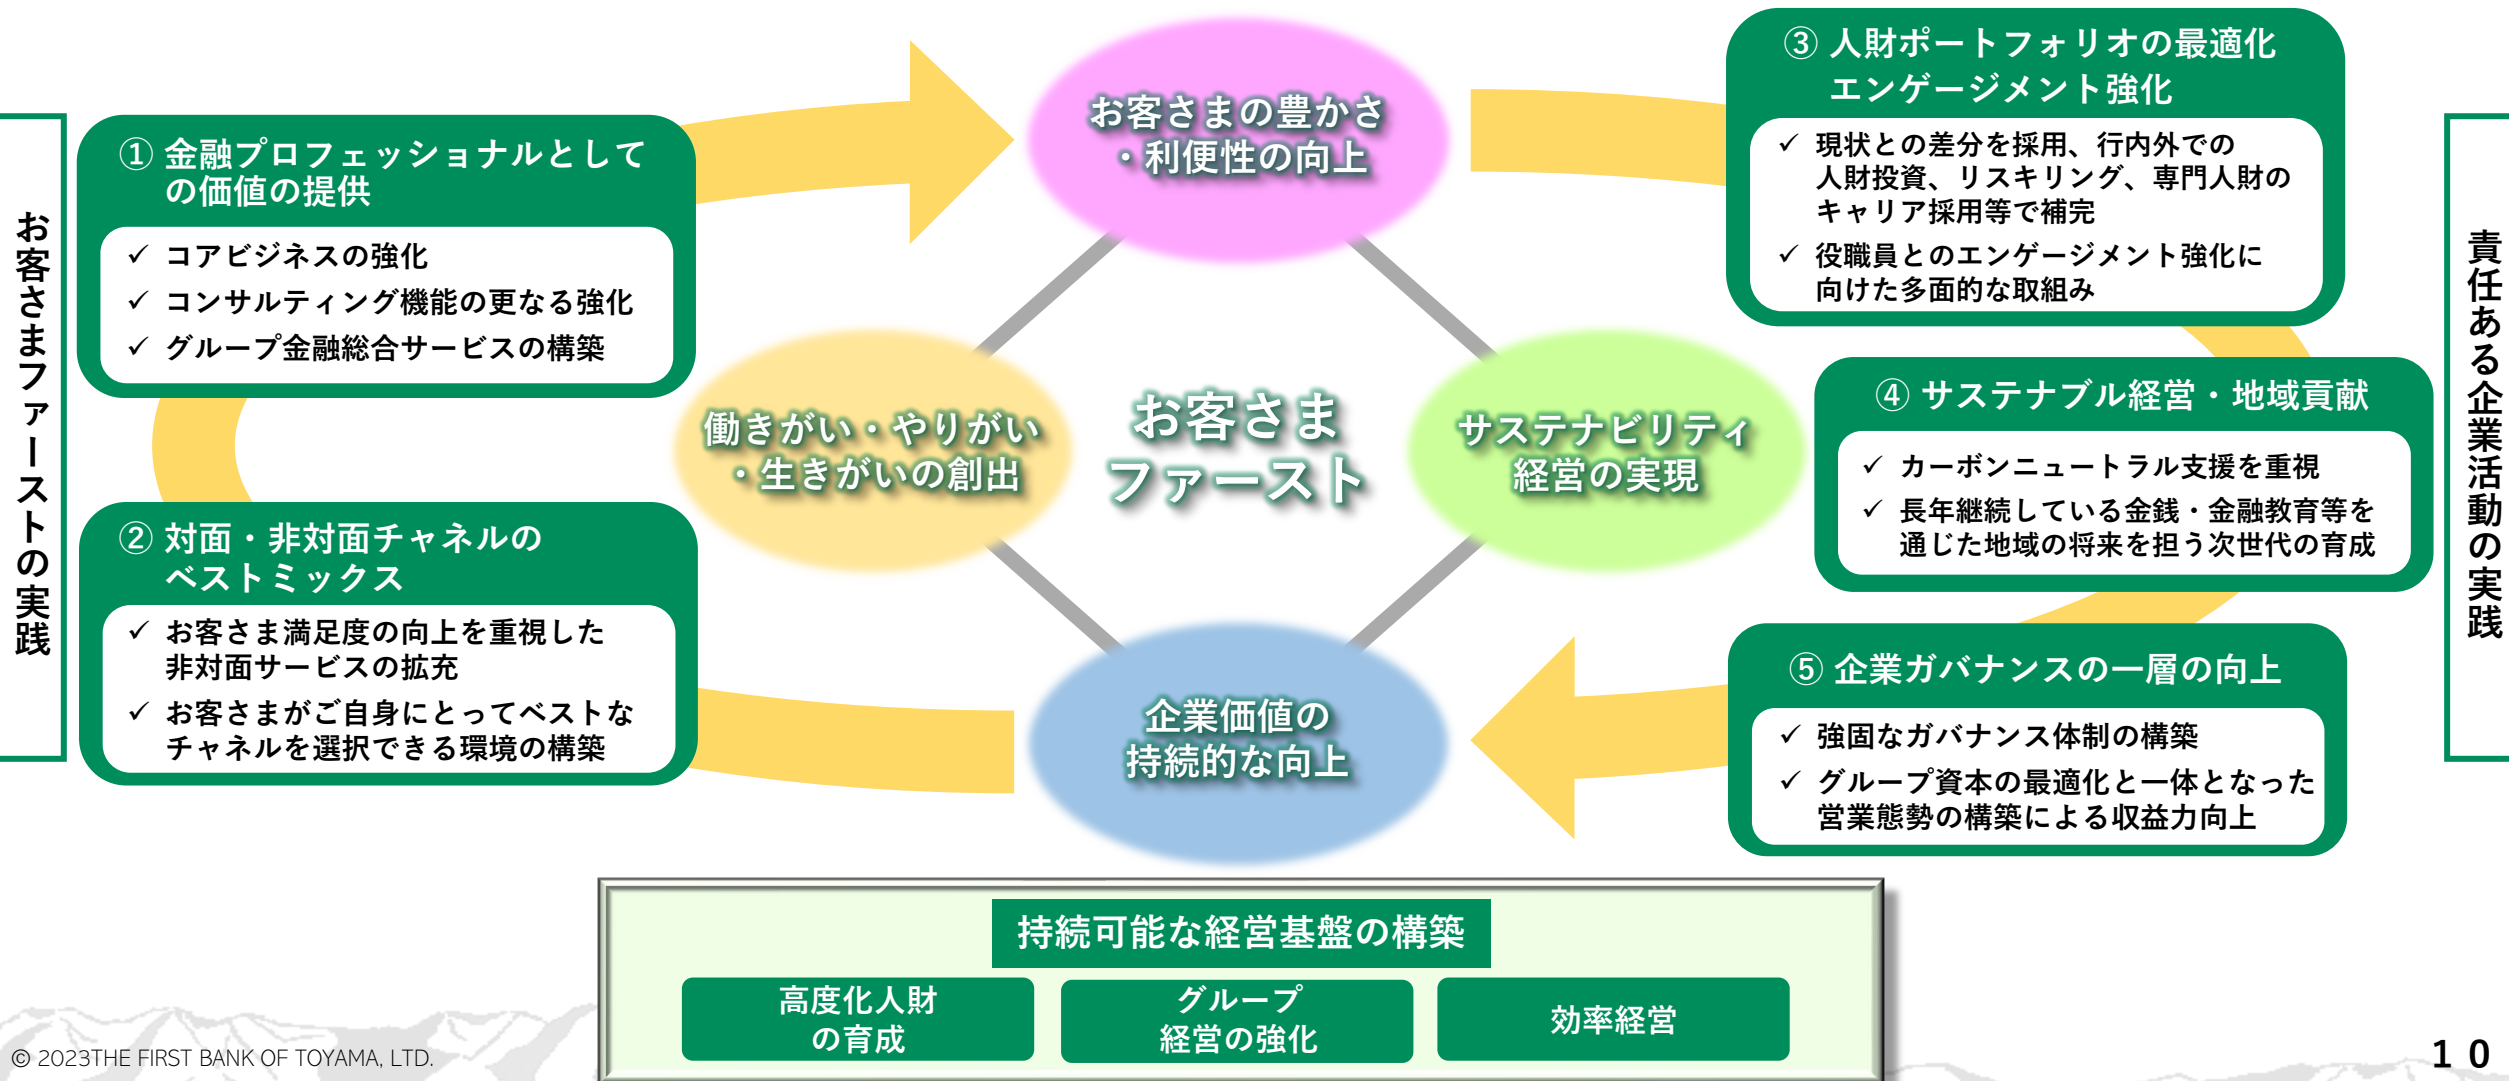 お客さまファーストの実践
① 金融プロフェッショナルとして
の価値の提供
✓ コアビジネスの強化
✓ コンサルティング機能の更なる強化
✓ グループ金融総合サービスの構築
② 対面・非対面チャネルの
ベストミックス
✓ お客さま満足度の向上を重視した
非対面サービスの拡充
✓ お客さまがご自身にとってベストな
チャネルを選択できる環境の構築
お客さまの豊かさ
・利便性の向上
働きがい・やりがい
・生きがいの創出
お客さま
ファースト
サステナビリティ
経営の実現
企業価値の
持続的な向上
③ 人財ポートフォリオの最適化
エンゲージメント強化
✓ 現状との差分を採用、行内外での
人財投資、リスキリング、専門人財の
キャリア採用等で補完
✓ 役職員とのエンゲージメント強化に
向けた多面的な取組み
④ サステナブル経営・地域貢献
✓ カーボンニュートラル支援を重視
✓ 長年継続している金銭・金融教育等を
通じた地域の将来を担う次世代の育成
⑤ 企業ガバナンスの一層の向上
✓ 強固なガバナンス体制の構築
✓ グループ資本の最適化と一体となった
営業態勢の構築による収益力向上
責任ある企業活動の実践
持続可能な経営基盤の構築
高度化人財
の育成
グループ
経営の強化
効率経営
© 2023THE FIRST BANK OF TOYAMA, LTD.
10